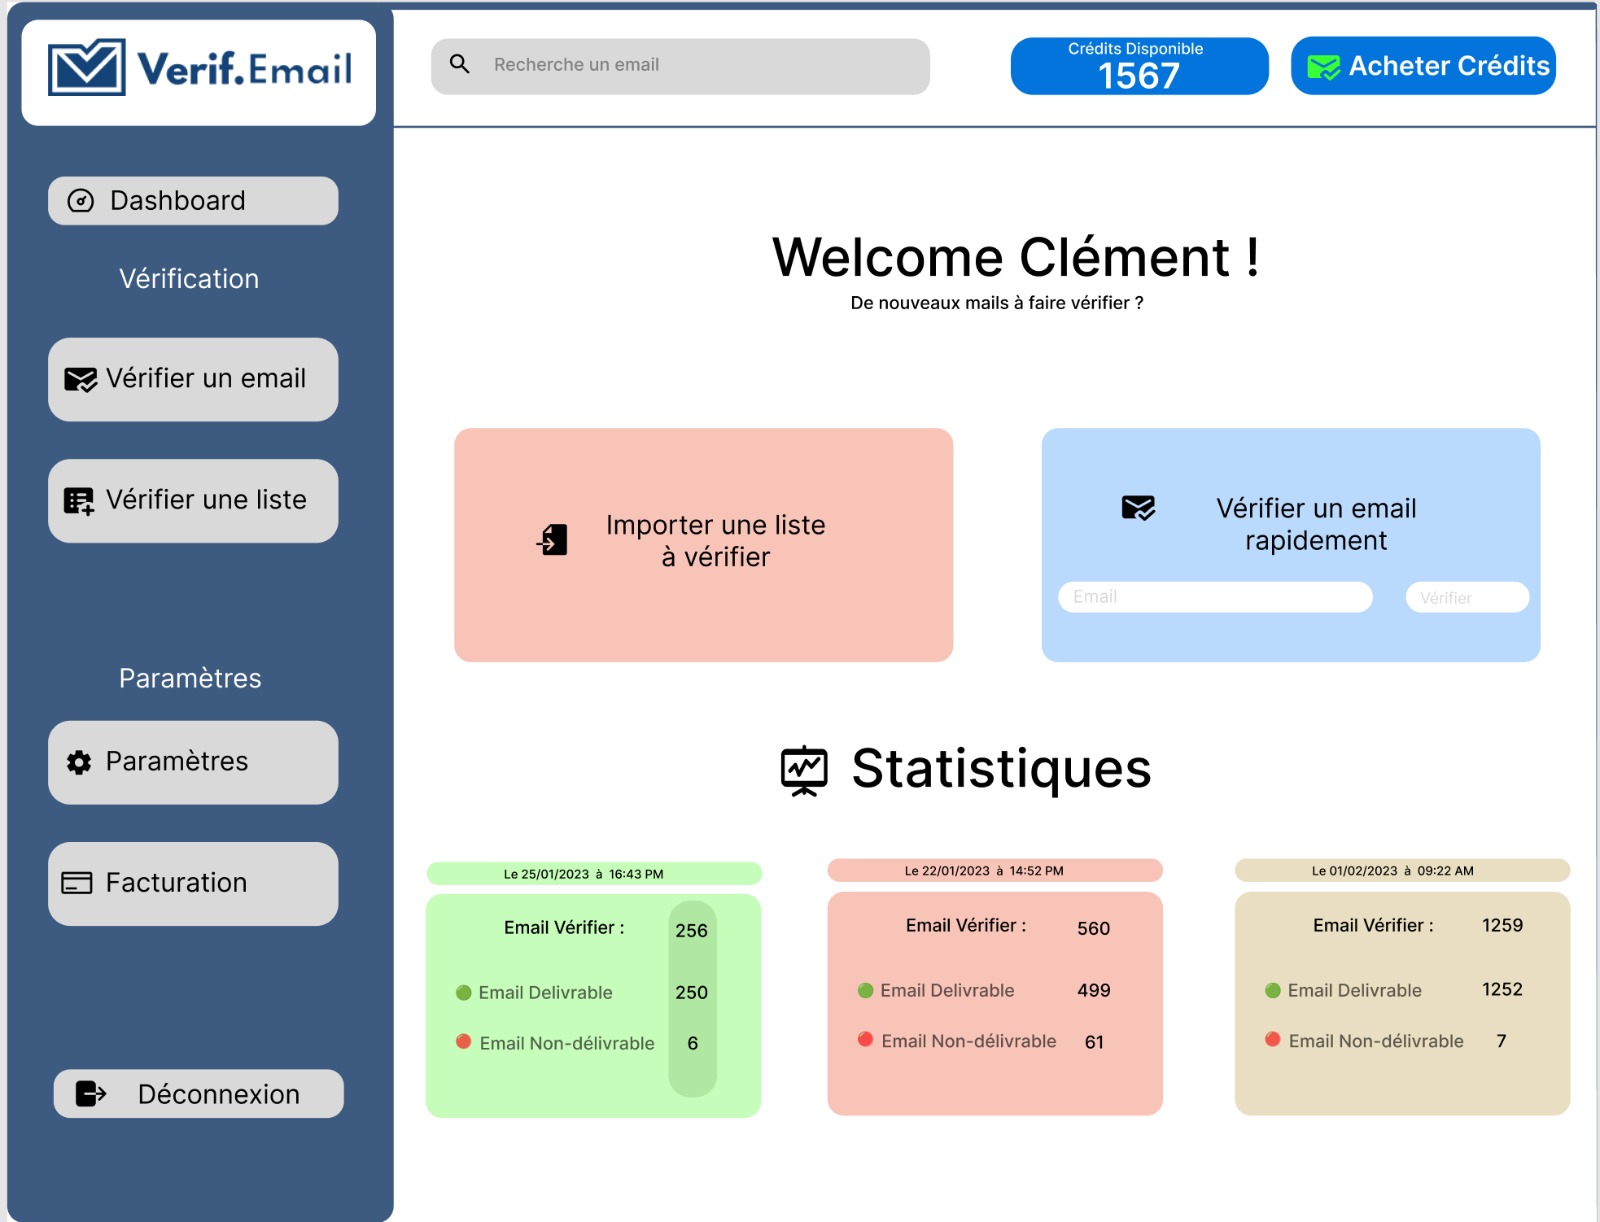 Verif.Email
Recherche un email
Crédits Disponible
1567
Acheter Crédits
Dashboard
Vérification
Vérifier un email
Vérifier une liste
Paramètres
Paramètres
Facturation
Déconnexion
Welcome Clément !
De nouveaux mails à faire vérifier ?
Importer une liste
à vérifier
Vérifier un email
rapidement
Email
Vérifier
Statistiques
Le 25/01/2023 à 16:43 PM
Email Vérifier : 256
Email Delivrable 250
Email Non-délivrable 6
Le 22/01/2023 à 14:52 PM
Email Vérifier : 560
Email Delivrable 499
Email Non-délivrable 61
Le 01/02/2023 à 09:22 AM
Email Vérifier : 1259
Email Delivrable 1252
Email Non-délivrable 7